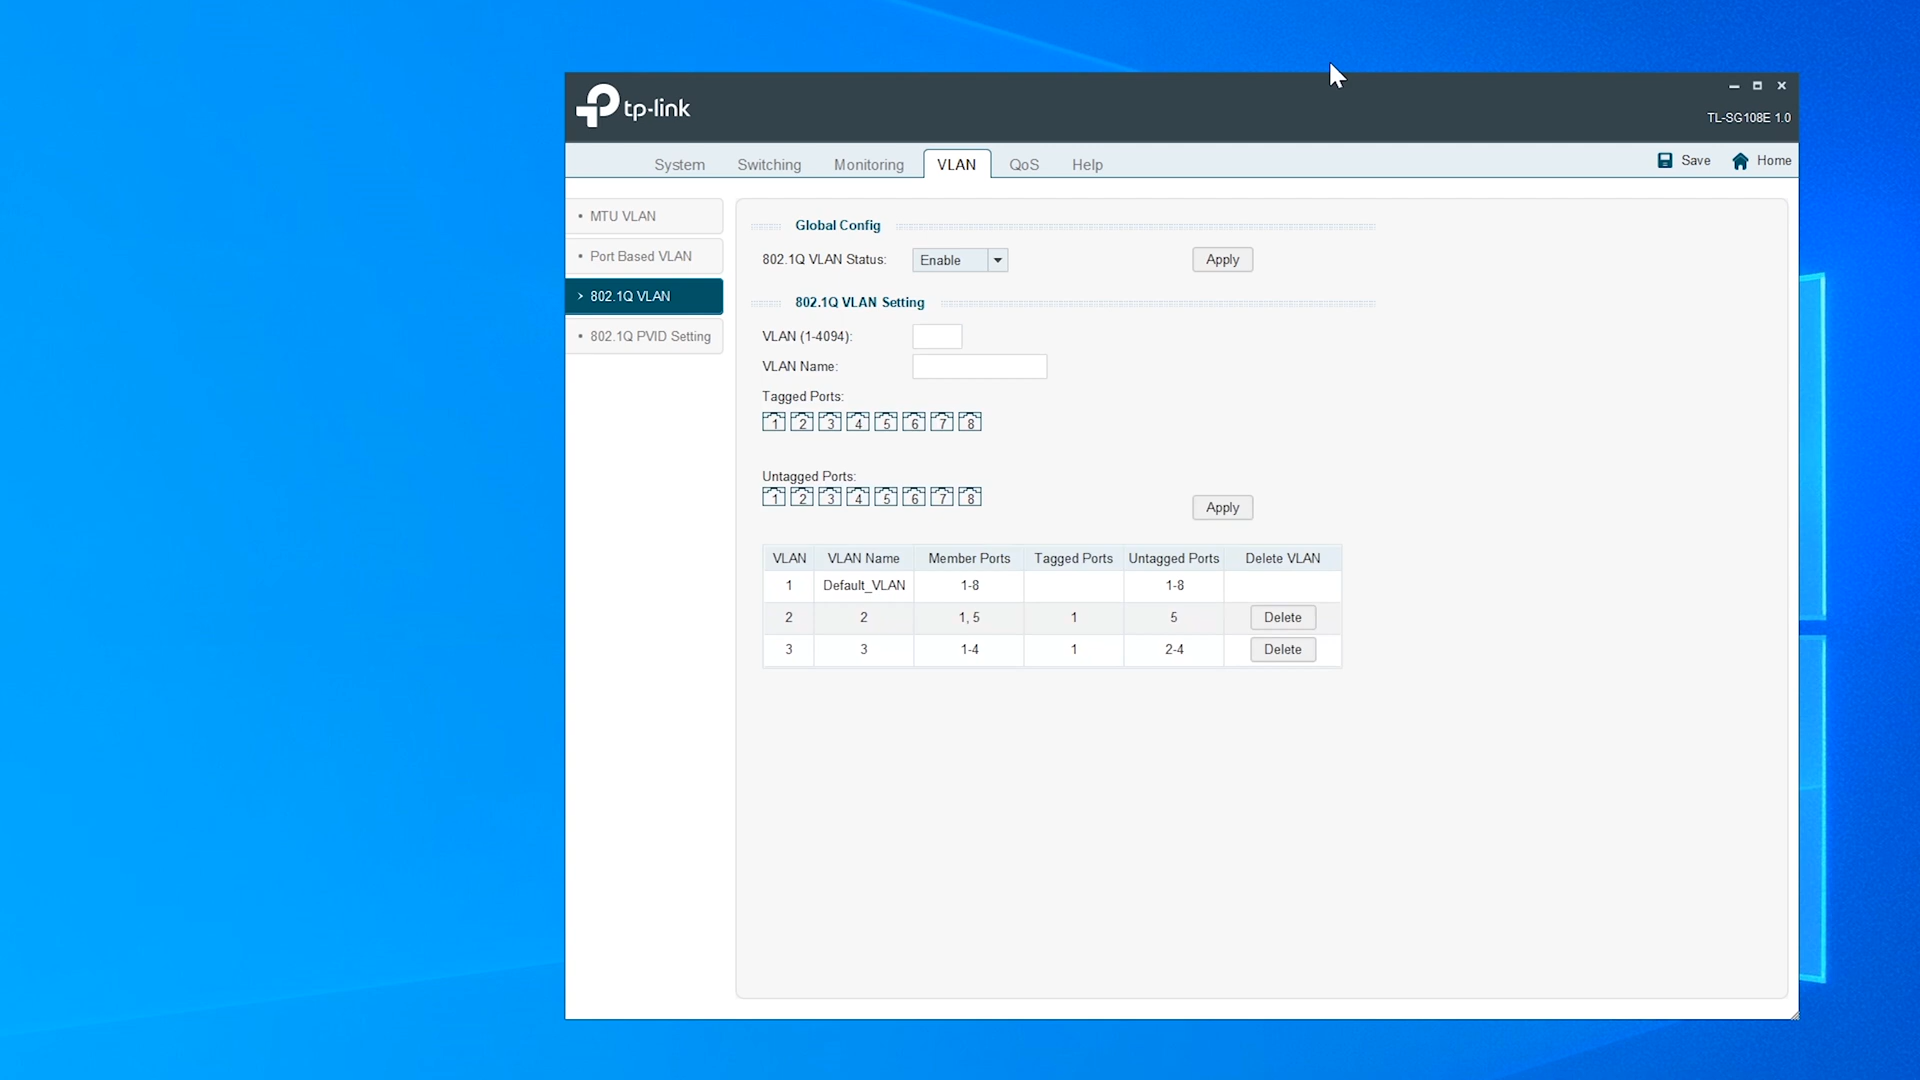 tp-link
TL-SG108E 1.0
System Switching Monitoring VLAN QoS Help Save Home
MTU VLAN
Port Based VLAN
802.1Q VLAN
802.1Q PVID Setting
Global Config
802.1Q VLAN Status: Enable Apply
802.1Q VLAN Setting
VLAN (1-4094):
VLAN Name:
Tagged Ports:
1 2 3 4 5 6 7 8
Untagged Ports:
1 2 3 4 5 6 7 8
Apply
VLAN VLAN Name Member Ports Tagged Ports Untagged Ports Delete VLAN
1 Default_VLAN 1-8 1-8
2 2 1, 5 1 5 Delete
3 3 1-4 1 2-4 Delete